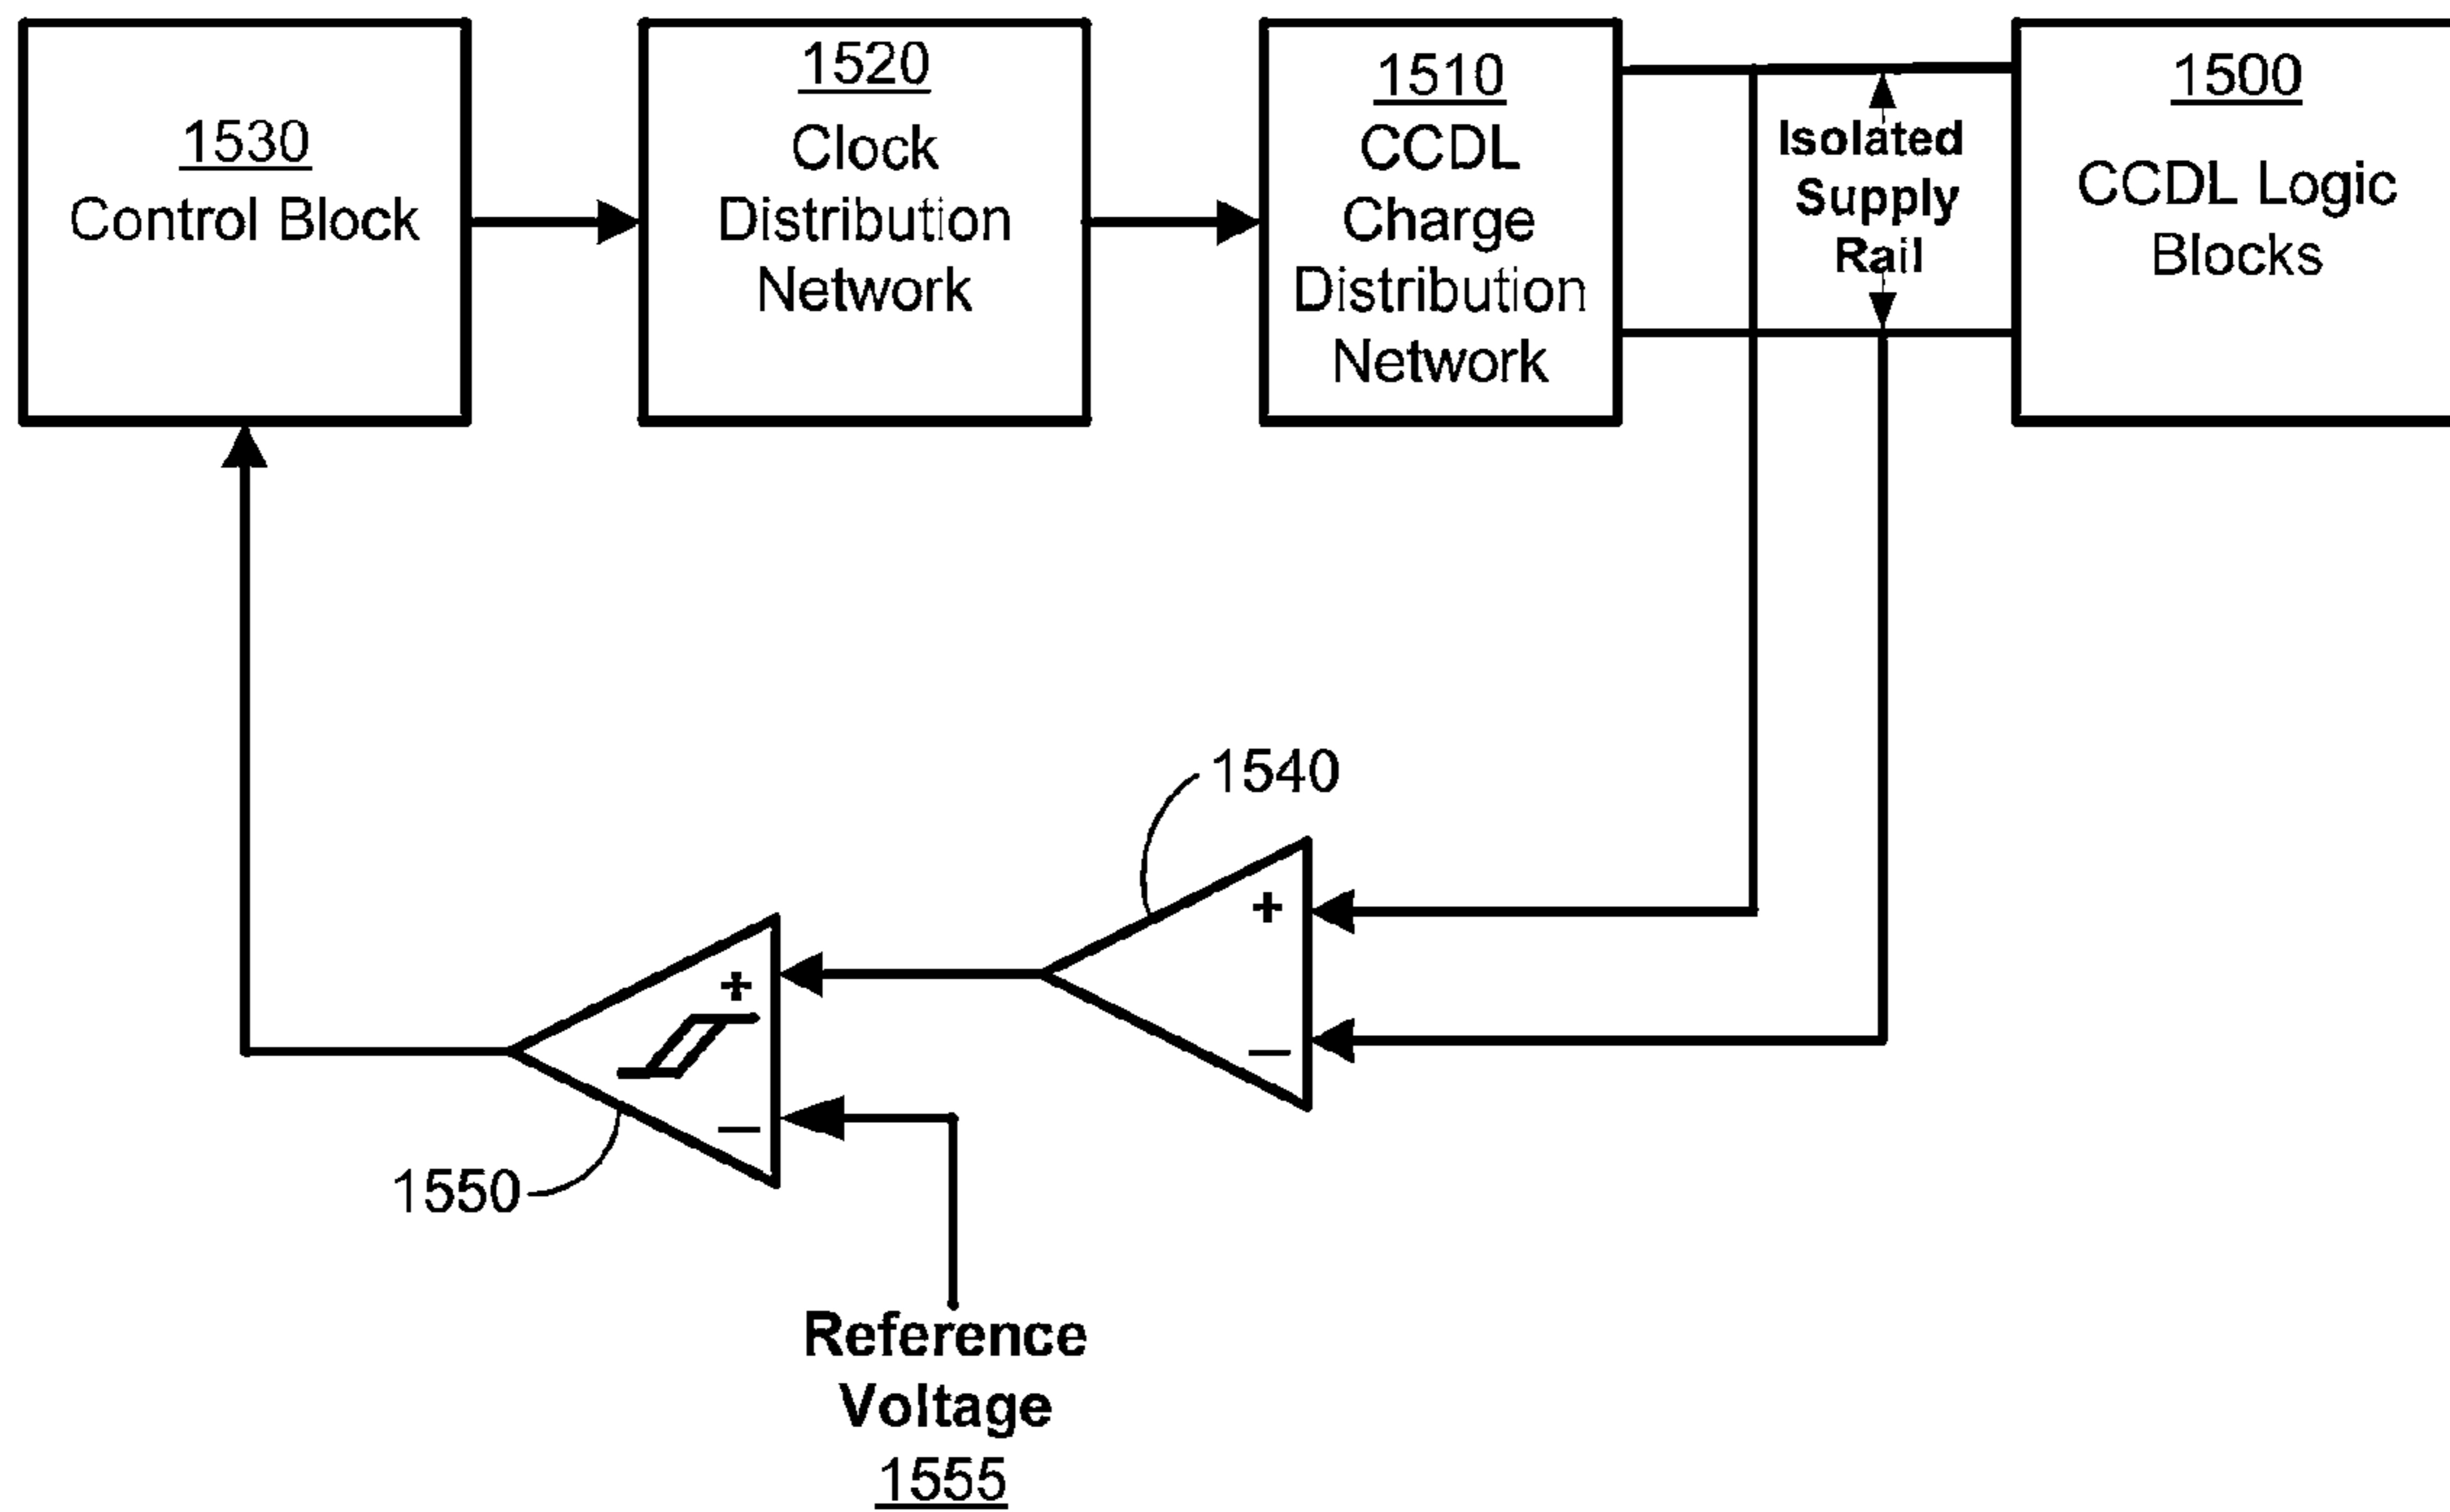 1530
Control Block
1520
Clock
Distribution
Network
1510
CCDL
Charge
Distribution
Network
Isolated
Supply
Rail
1500
CCDL Logic
Blocks
1540
+
–
+
–
1550
Reference
Voltage
1555